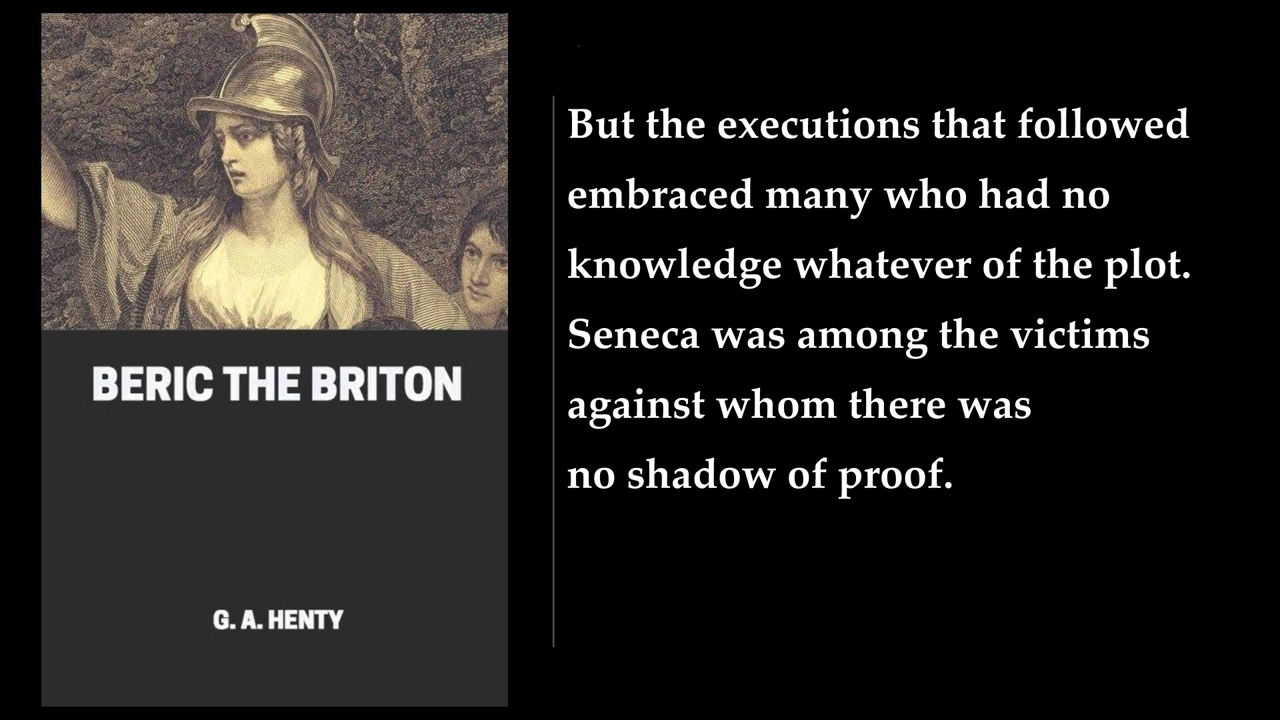 BERIC THE BRITON
G. A. HENTY
But the executions that followed
embraced many who had no
knowledge whatever of the plot.
Seneca was among the victims
against whom there was
no shadow of proof.